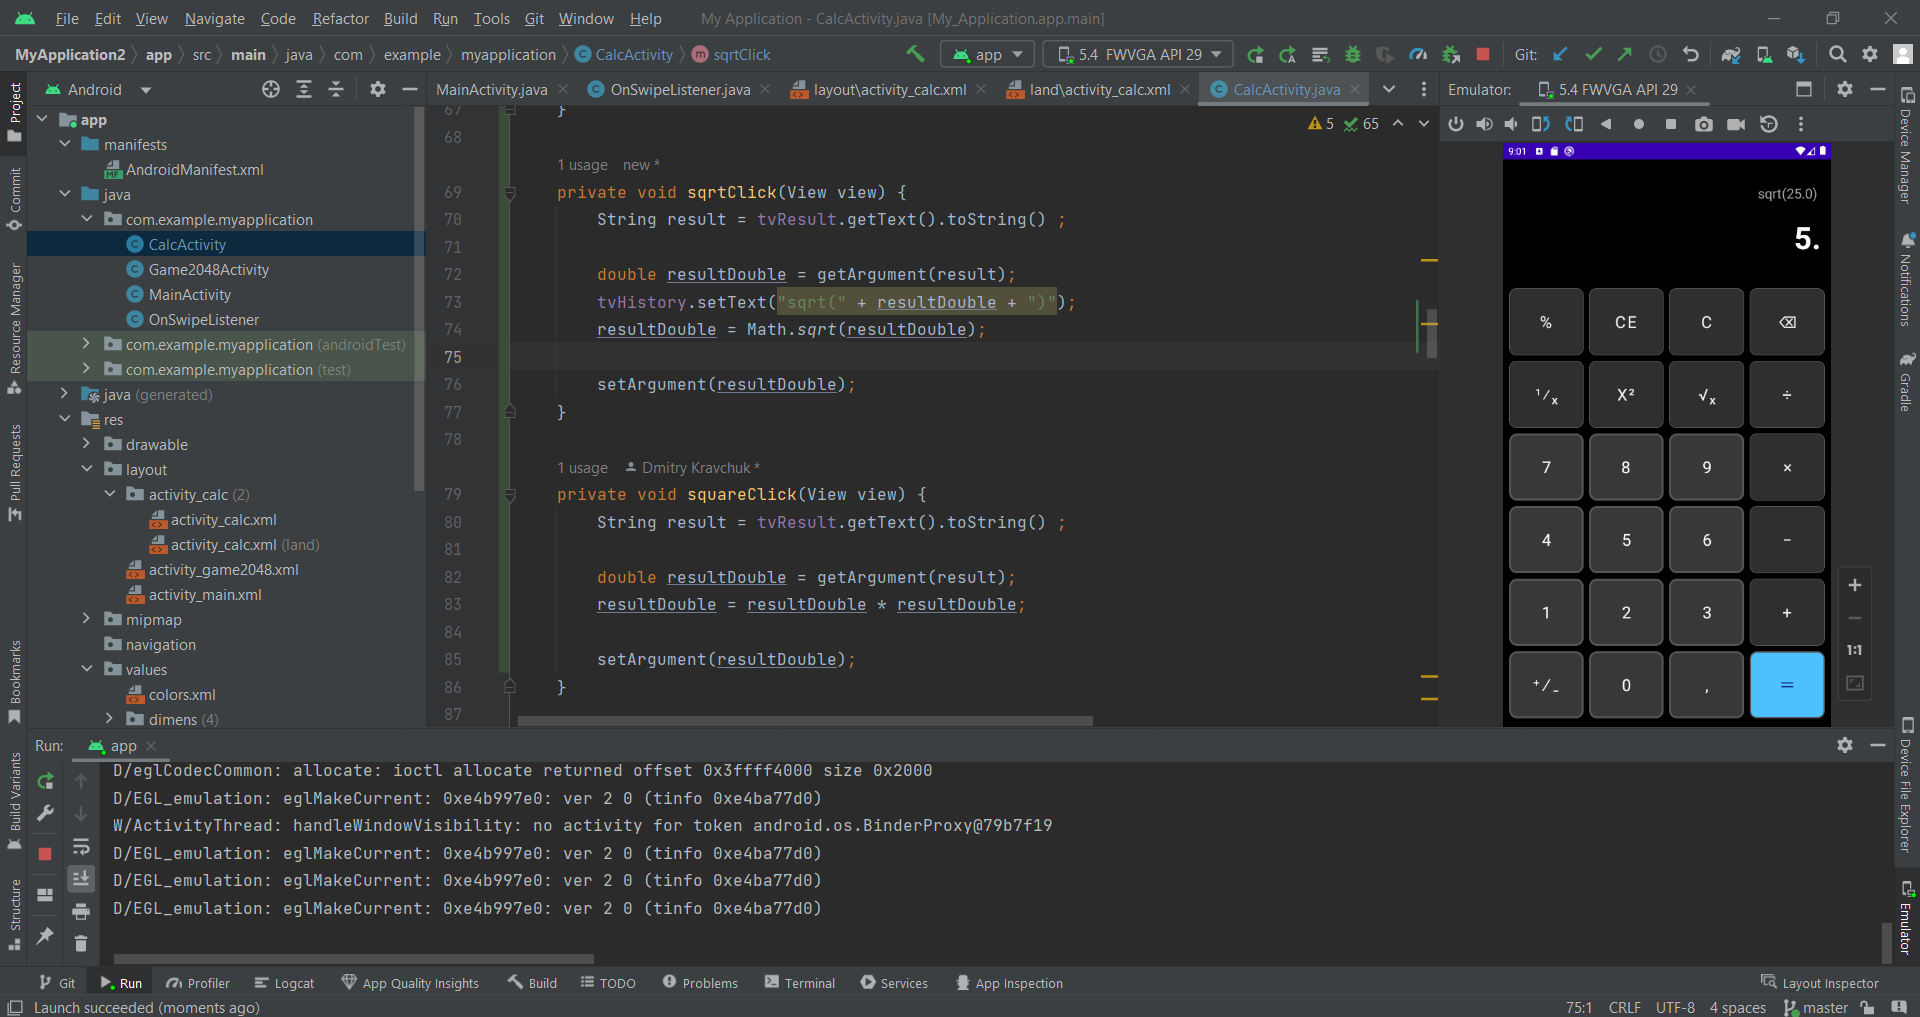 File Edit View Navigate Code Refactor Build Run Tools Git Window Help My Application - CalcActivity.java [My_Application.app.main]
MyApplication2 app src main java com example myapplication CalcActivity sqrtClick app 5.4 FWVGA API 29 Git:
Android
MainActivity.java OnSwipeListener.java layout\activity_calc.xml land\activity_calc.xml CalcActivity.java
Emulator: 5.4 FWVGA API 29
Project
Commit
Resource Manager
Pull Requests
Bookmarks
Build Variants
Structure
app
manifests
AndroidManifest.xml
java
com.example.myapplication
CalcActivity
Game2048Activity
MainActivity
OnSwipeListener
com.example.myapplication (androidTest)
com.example.myapplication (test)
java (generated)
res
drawable
layout
activity_calc (2)
activity_calc.xml
activity_calc.xml (land)
activity_game2048.xml
activity_main.xml
mipmap
navigation
values
colors.xml
dimens (4)
5 65
67 }
68
1 usage new *
69 private void sqrtClick(View view) {
70 String result = tvResult.getText().toString() ;
71
72 double resultDouble = getArgument(result);
73 tvHistory.setText("sqrt(" + resultDouble + ")");
74 resultDouble = Math.sqrt(resultDouble);
75
76 setArgument(resultDouble);
77 }
78
1 usage Dmitry Kravchuk *
79 private void squareClick(View view) {
80 String result = tvResult.getText().toString() ;
81
82 double resultDouble = getArgument(result);
83 resultDouble = resultDouble * resultDouble;
84
85 setArgument(resultDouble);
86 }
87
9:01
sqrt(25.0)
5.
% CE C ⌫
¹/ₓ X² √ₓ ÷
7 8 9 ×
4 5 6 −
1 2 3 +
⁺/₋ 0 , =
1:1
Device Manager
Notifications
Gradle
Device File Explorer
Emulator
Run: app
D/eglCodecCommon: allocate: ioctl allocate returned offset 0x3ffff4000 size 0x2000
D/EGL_emulation: eglMakeCurrent: 0xe4b997e0: ver 2 0 (tinfo 0xe4ba77d0)
W/ActivityThread: handleWindowVisibility: no activity for token android.os.BinderProxy@79b7f19
D/EGL_emulation: eglMakeCurrent: 0xe4b997e0: ver 2 0 (tinfo 0xe4ba77d0)
D/EGL_emulation: eglMakeCurrent: 0xe4b997e0: ver 2 0 (tinfo 0xe4ba77d0)
D/EGL_emulation: eglMakeCurrent: 0xe4b997e0: ver 2 0 (tinfo 0xe4ba77d0)
Git Run Profiler Logcat App Quality Insights Build TODO Problems Terminal Services App Inspection Layout Inspector
Launch succeeded (moments ago) 75:1 CRLF UTF-8 4 spaces master